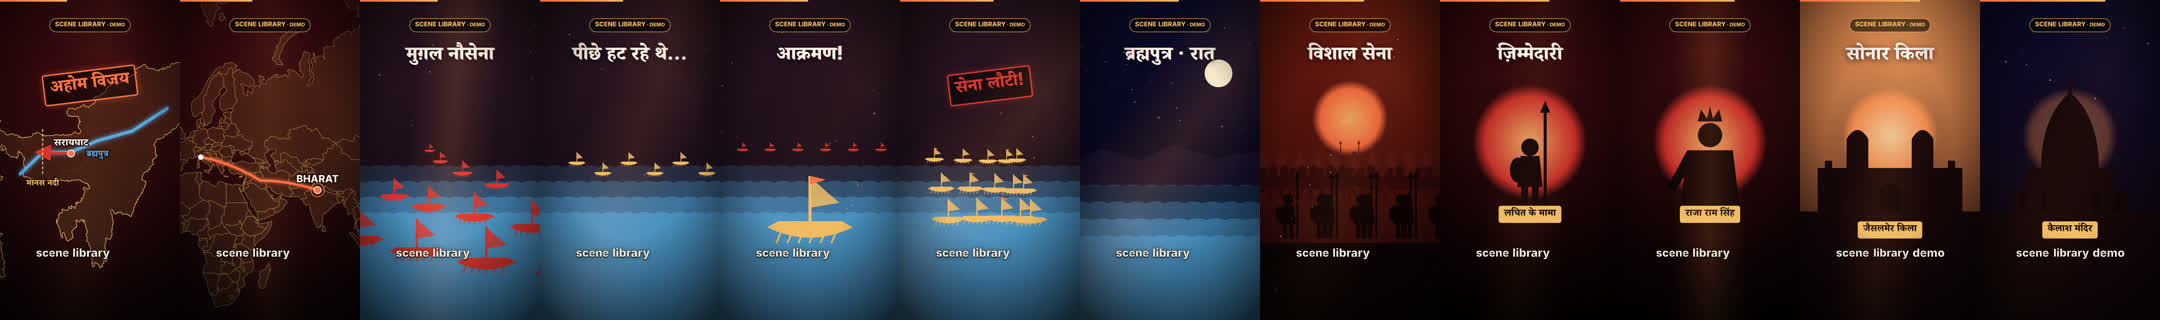 SCENE LIBRARY · DEMO
अहोम विजय
सरायघाट
ब्रह्मपुत्र
मानस नदी
scene library
SCENE LIBRARY · DEMO
BHARAT
scene library
SCENE LIBRARY · DEMO
मुग़ल नौसेना
scene library
SCENE LIBRARY · DEMO
पीछे हट रहे थे...
scene library
SCENE LIBRARY · DEMO
आक्रमण!
scene library
SCENE LIBRARY · DEMO
सेना लौटी!
scene library
SCENE LIBRARY · DEMO
ब्रह्मपुत्र · रात
scene library
SCENE LIBRARY · DEMO
विशाल सेना
scene library
SCENE LIBRARY · DEMO
ज़िम्मेदारी
लचित के मामा
scene library
SCENE LIBRARY · DEMO
राजा राम सिंह
scene library
SCENE LIBRARY · DEMO
सोनार किला
जैसलमेर किला
scene library demo
SCENE LIBRARY · DEMO
कैलाश मंदिर
scene library demo